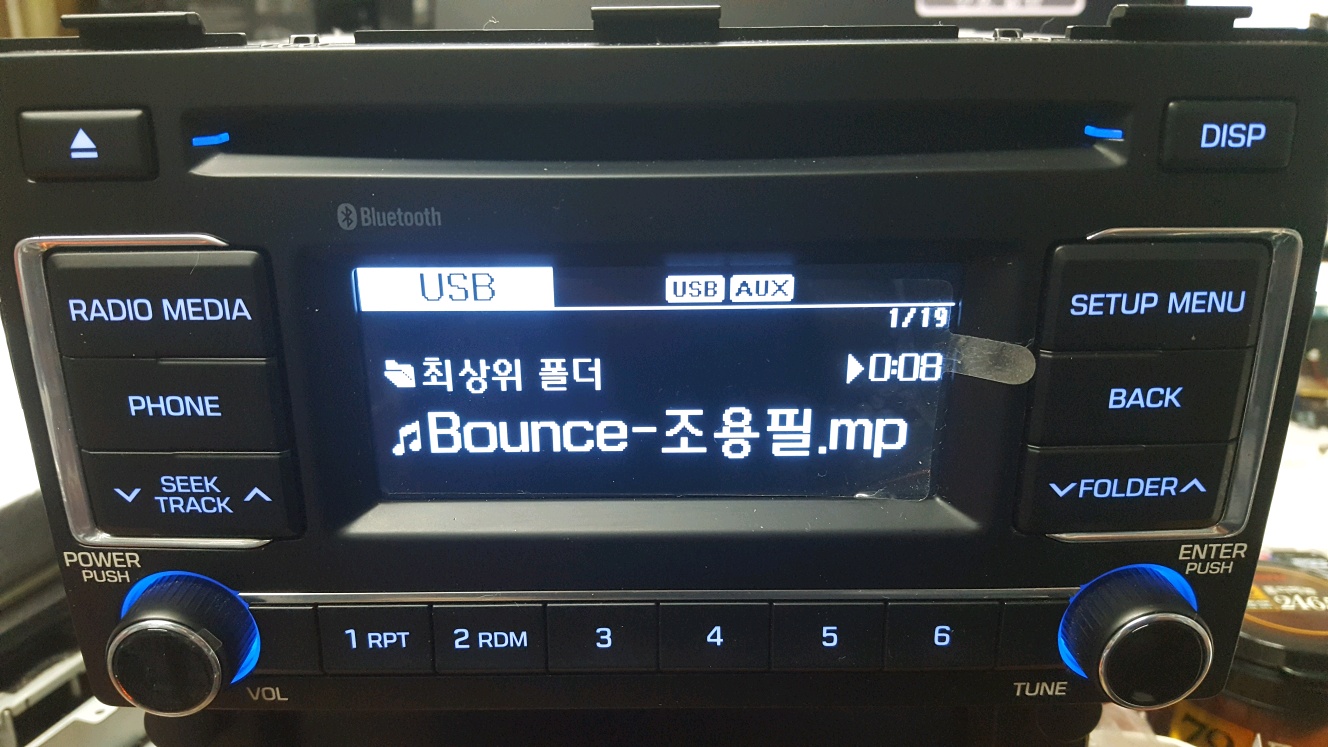 DISP
Bluetooth
USB
USB AUX
1/19
최상위 폴더
0:08
Bounce-조용필.mp
RADIO MEDIA
PHONE
SEEK
TRACK
SETUP MENU
BACK
FOLDER
POWER
PUSH
ENTER
PUSH
1 RPT
2 RDM
3
4
5
6
VOL
TUNE